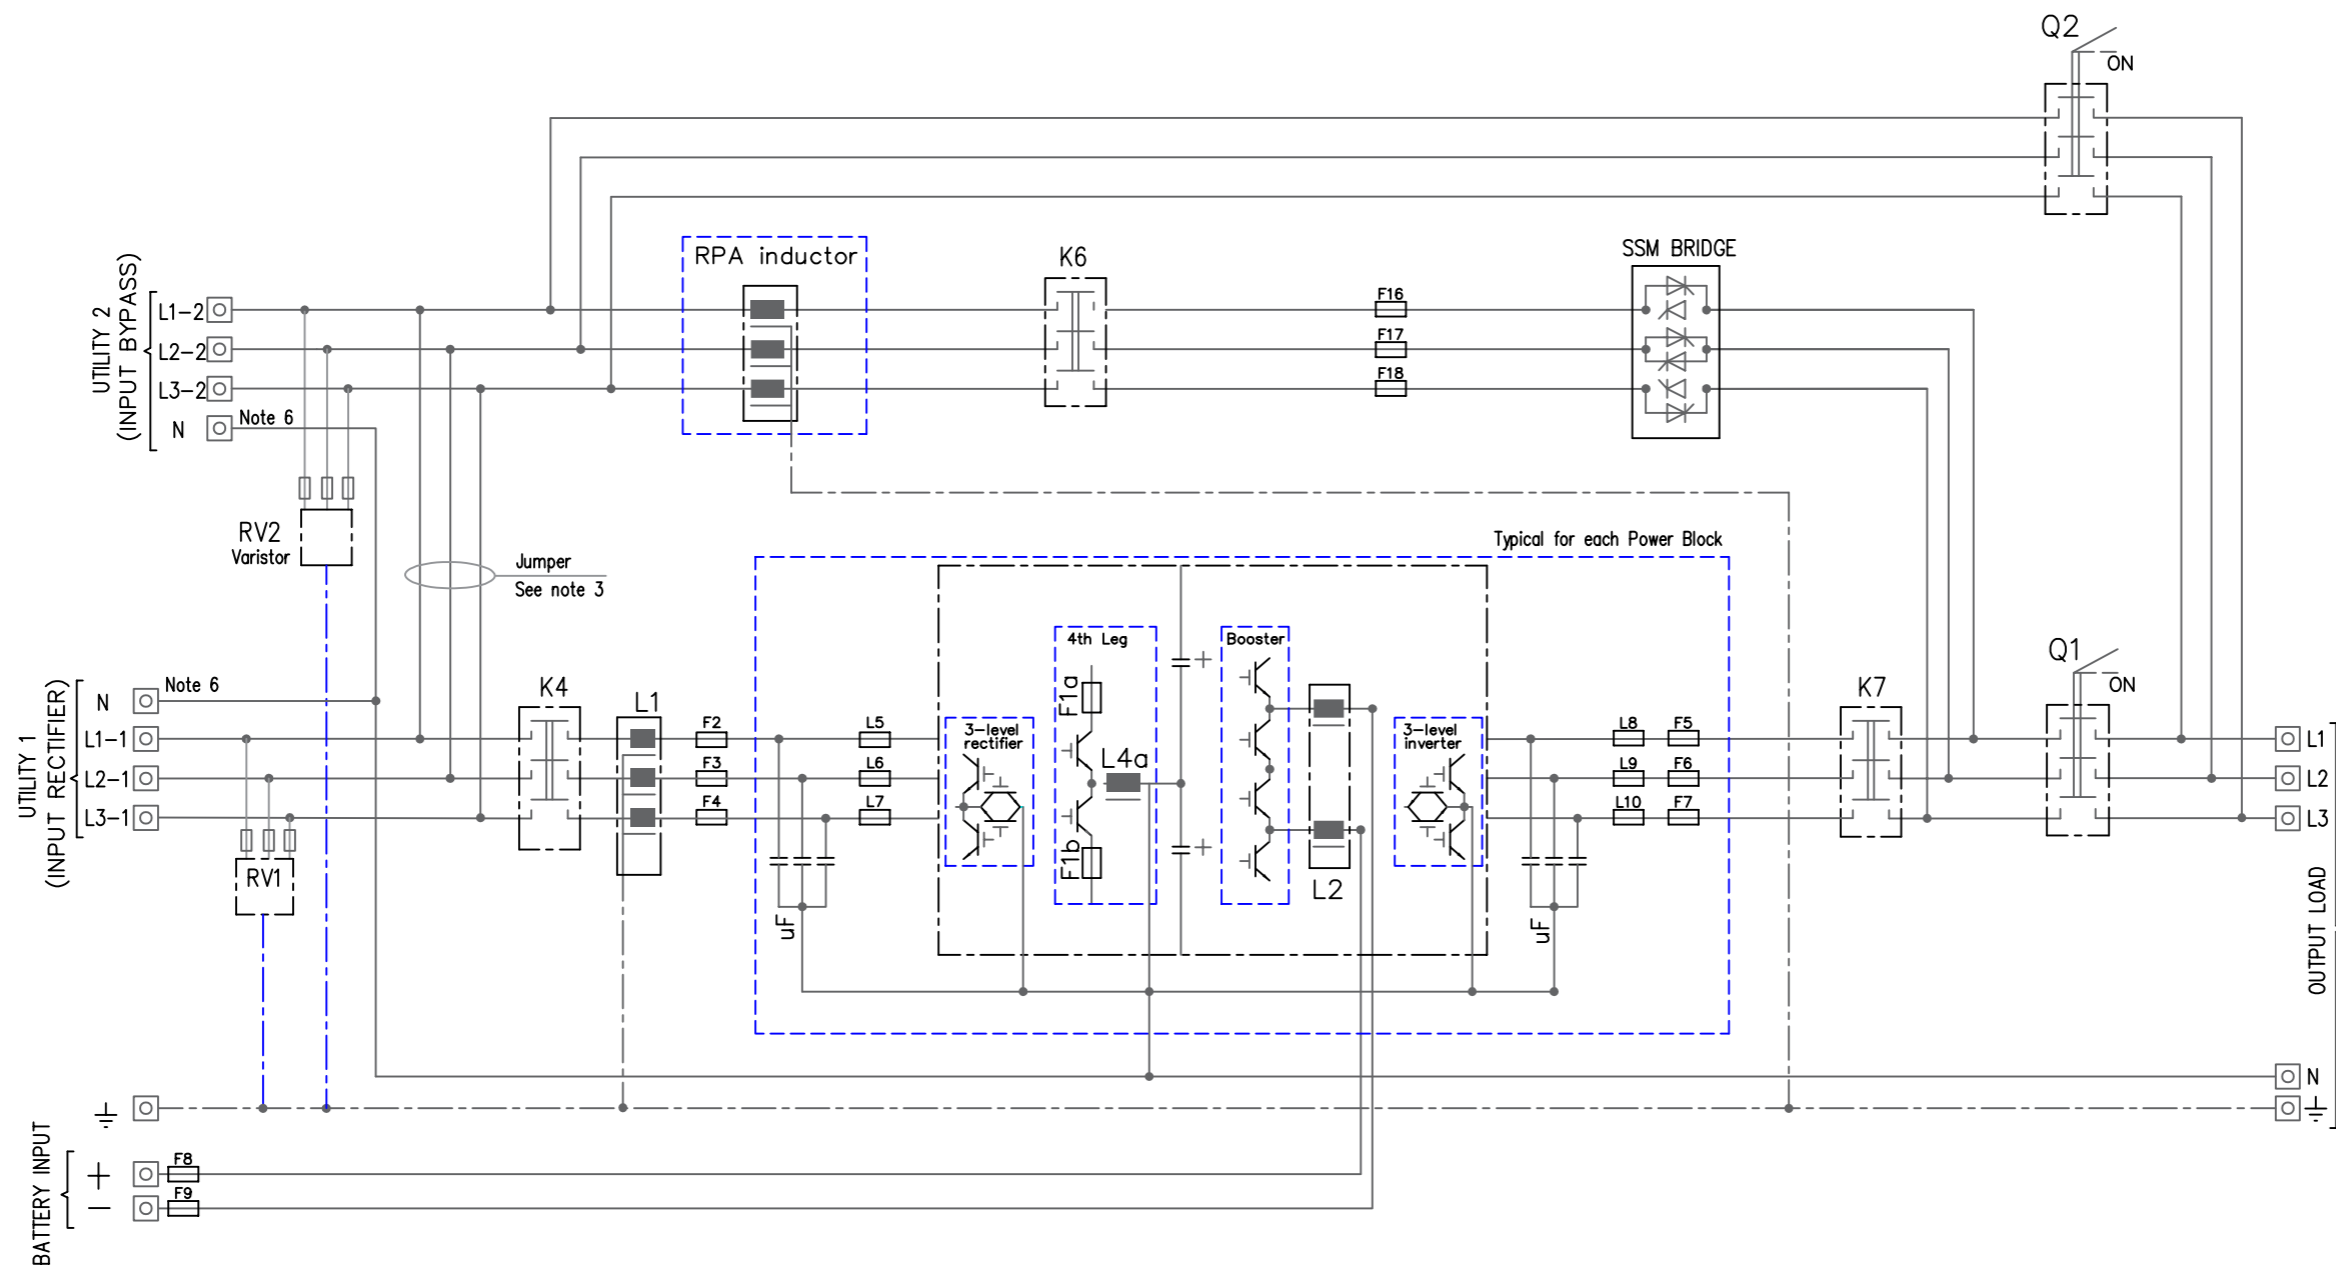 Q2
ON
RPA inductor
K6
SSM BRIDGE
UTILITY 2
(INPUT BYPASS)
L1-2
L2-2
L3-2
N
Note 6
F16
F17
F18
RV2
Varistor
Jumper
See note 3
Typical for each Power Block
UTILITY 1
(INPUT RECTIFIER)
N
Note 6
L1-1
L2-1
L3-1
RV1
K4
L1
F2
F3
F4
L5
L6
L7
uF
3-level
rectifier
4th Leg
F1a
L4a
F1b
+
+
Booster
L2
3-level
inverter
uF
L8
F5
L9
F6
L10
F7
K7
Q1
ON
L1
L2
L3
OUTPUT LOAD
N
BATTERY INPUT
+
F8
−
F9